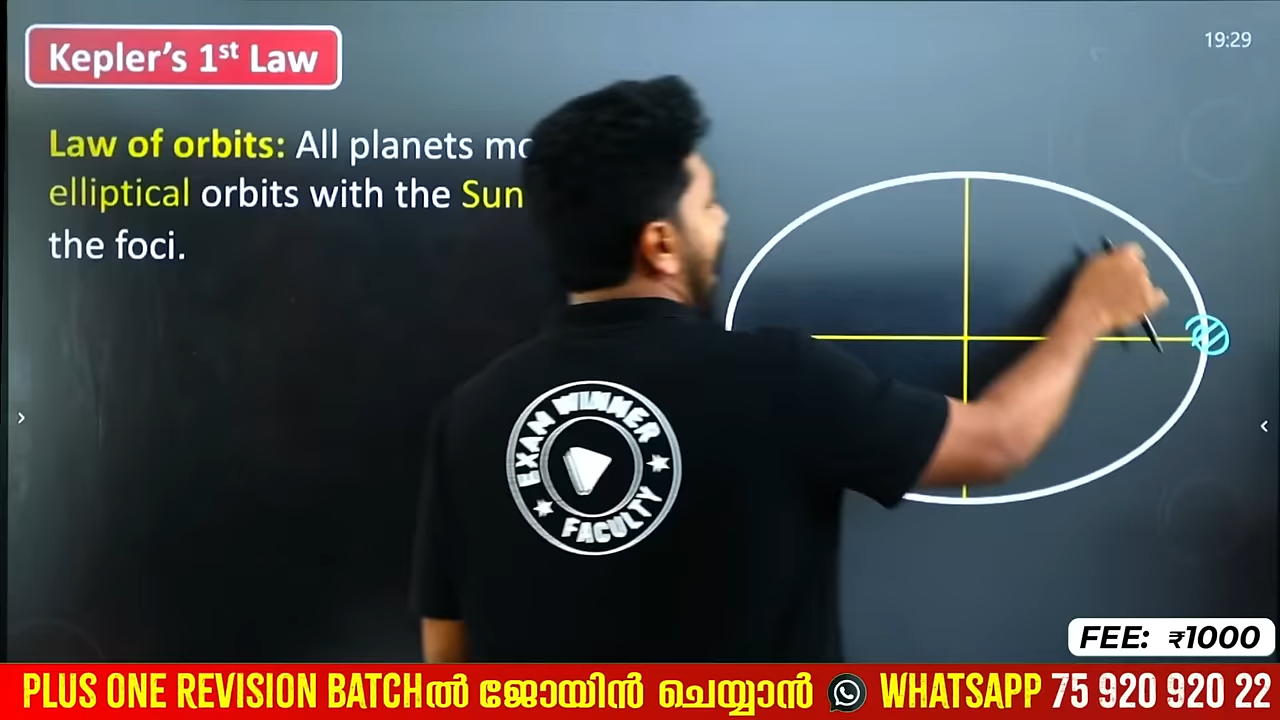 Kepler's 1st Law
19:29
Law of orbits: All planets mo
elliptical orbits with the Sun
the foci.
EXAM WINNER
FACULTY
FEE: ₹1000
PLUS ONE REVISION BATCHൽ ജോയിൻ ചെയ്യാൻ WHATSAPP 75 920 920 22